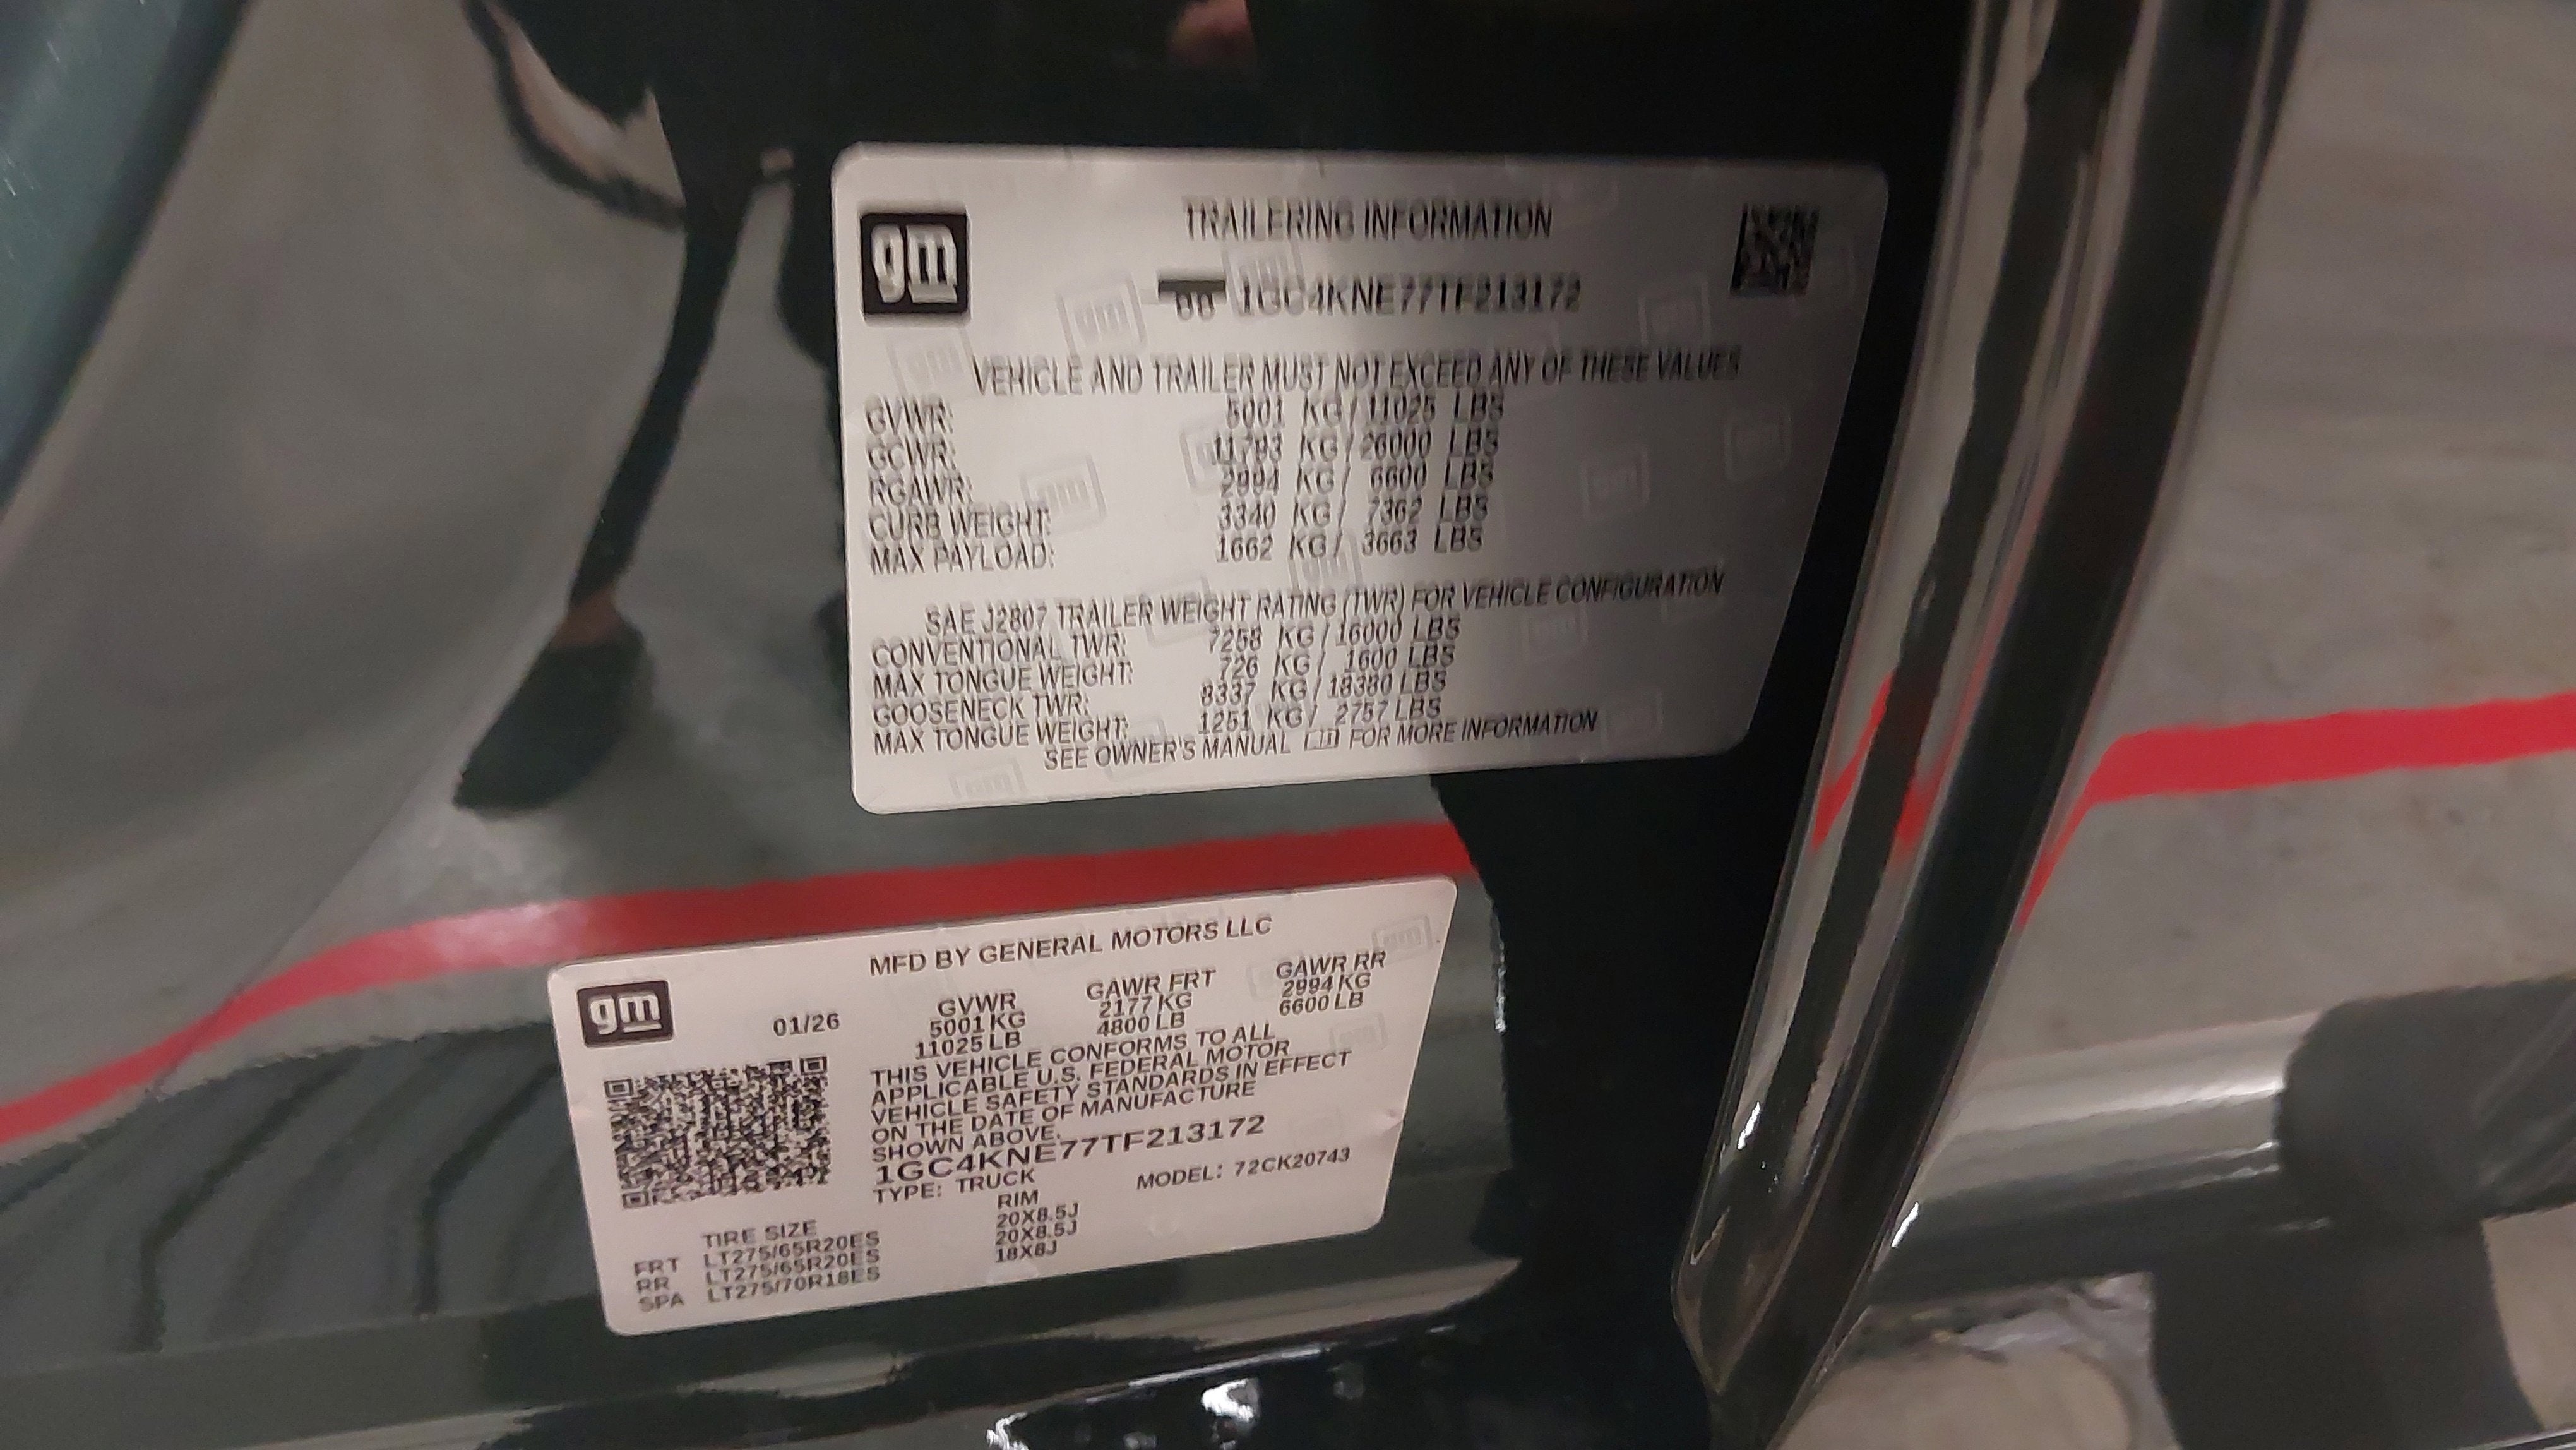 gm
TRAILERING INFORMATION
1GC4KNE77TF213172
VEHICLE AND TRAILER MUST NOT EXCEED ANY OF THESE VALUES
GVWR: 5001 KG / 11025 LBS
GCWR: 11793 KG / 26000 LBS
RGAWR: 2994 KG / 6600 LBS
CURB WEIGHT: 3340 KG / 7362 LBS
MAX PAYLOAD: 1662 KG / 3663 LBS
SAE J2807 TRAILER WEIGHT RATING (TWR) FOR VEHICLE CONFIGURATION
CONVENTIONAL TWR: 7258 KG / 16000 LBS
MAX TONGUE WEIGHT: 726 KG / 1600 LBS
GOOSENECK TWR: 8337 KG / 18380 LBS
MAX TONGUE WEIGHT: 1251 KG / 2757 LBS
SEE OWNER'S MANUAL FOR MORE INFORMATION
gm
MFD BY GENERAL MOTORS LLC
01/26 GVWR GAWR FRT GAWR RR
5001 KG 2177 KG 2994 KG
11025 LB 4800 LB 6600 LB
THIS VEHICLE CONFORMS TO ALL
APPLICABLE U.S. FEDERAL MOTOR
VEHICLE SAFETY STANDARDS IN EFFECT
ON THE DATE OF MANUFACTURE
SHOWN ABOVE.
1GC4KNE77TF213172
TYPE: TRUCK MODEL: 72CK20743
TIRE SIZE RIM
FRT LT275/65R20ES 20X8.5J
RR LT275/65R20ES 20X8.5J
SPA LT275/70R18ES 18X8J